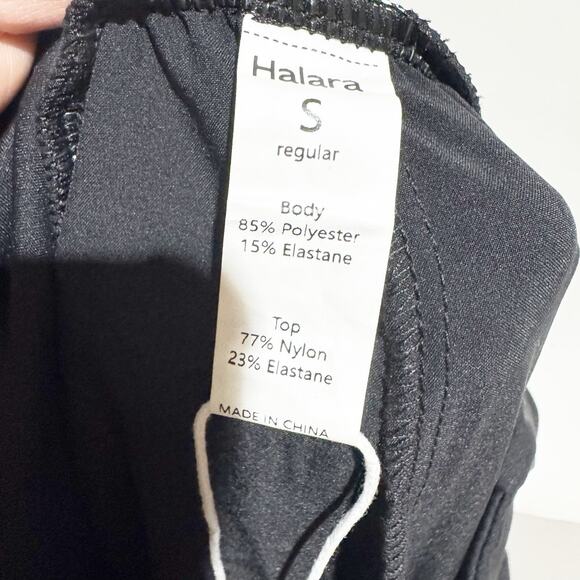 Halara
S
regular
Body
85% Polyester
15% Elastane
Top
77% Nylon
23% Elastane
MADE IN CHINA